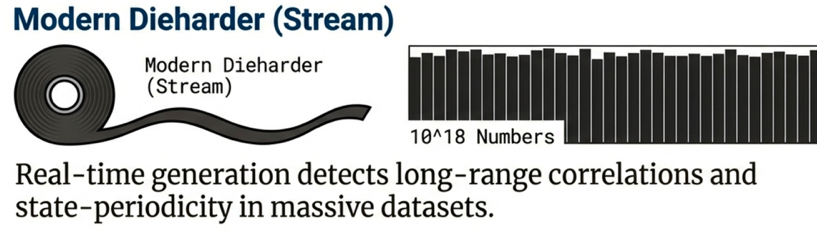 Modern Dieharder (Stream)
Modern Dieharder
(Stream)
10^18 Numbers
Real-time generation detects long-range correlations and
state-periodicity in massive datasets.